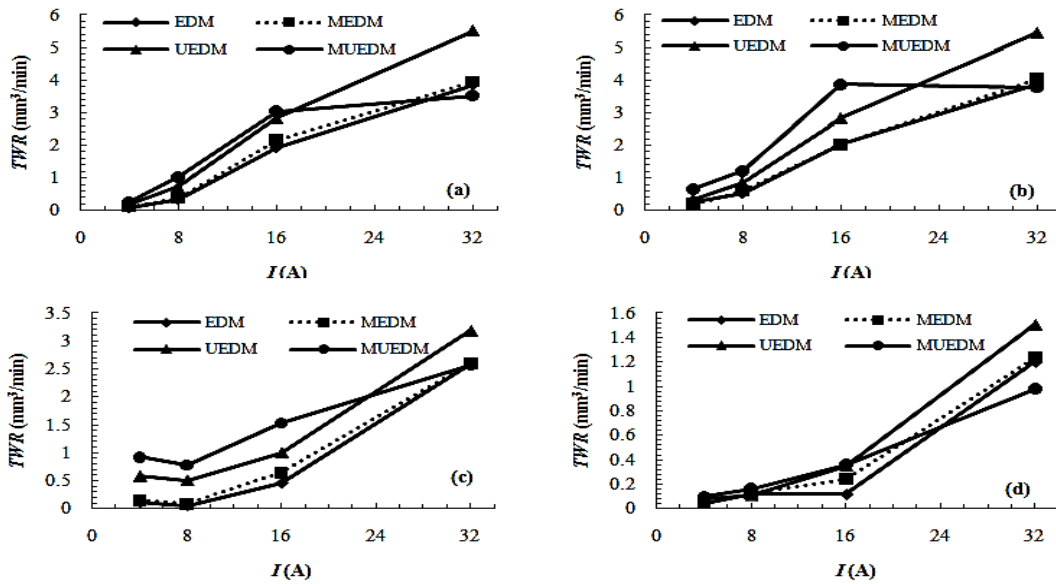 6
5
4
3
2
1
0
TWR (mm³/min)
EDM
MEDM
UEDM
MUEDM
(a)
0
8
16
24
32
I (A)
6
5
4
3
2
1
0
TWR (mm³/min)
EDM
MEDM
UEDM
MUEDM
(b)
0
8
16
24
32
I (A)
3.5
3
2.5
2
1.5
1
0.5
0
TWR (mm³/min)
EDM
MEDM
UEDM
MUEDM
(c)
0
8
16
24
32
I (A)
1.6
1.4
1.2
1
0.8
0.6
0.4
0.2
0
TWR (mm³/min)
EDM
MEDM
UEDM
MUEDM
(d)
0
8
16
24
32
I (A)